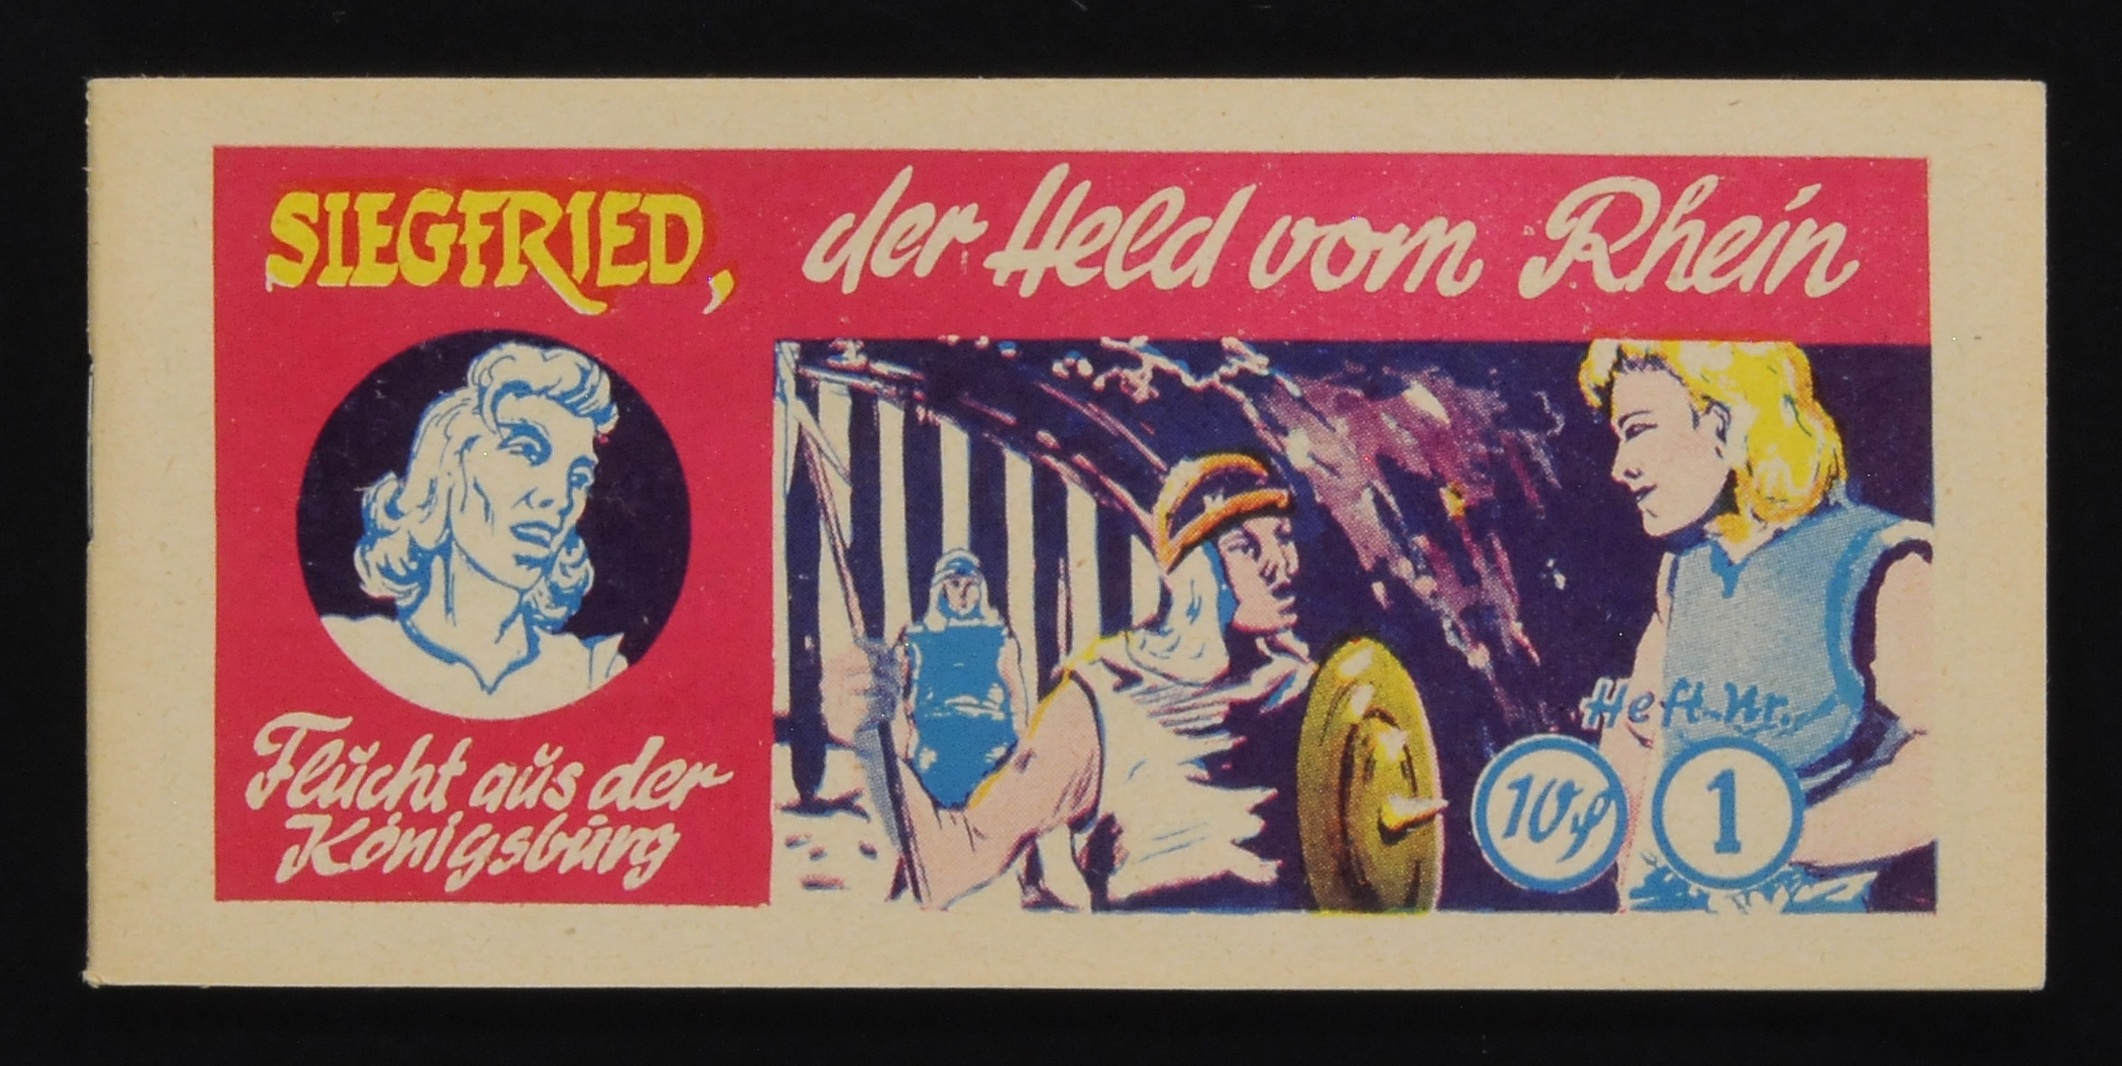 SIEGFRIED, der Held vom Rhein
Flucht aus der
Königsburg
Heft-Nr.
10₰
1